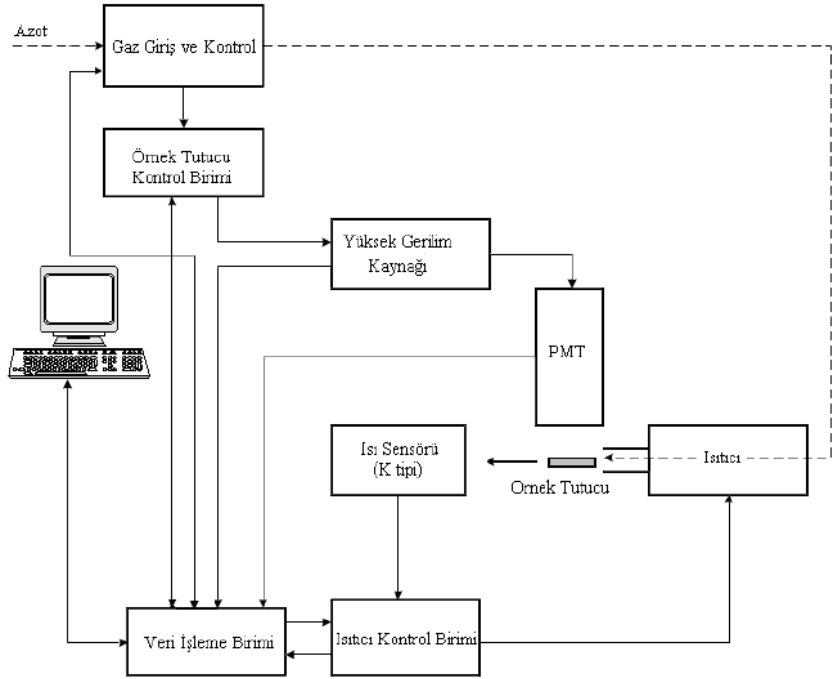 Azot
Gaz Giriş ve Kontrol
Örnek Tutucu
Kontrol Birimi
Yüksek Gerilim
Kaynağı
PMT
Isı Sensörü
(K tipi)
Isıtıcı
Ornek Tutucu
Veri İşleme Birimi
Isıtıcı Kontrol Birimi